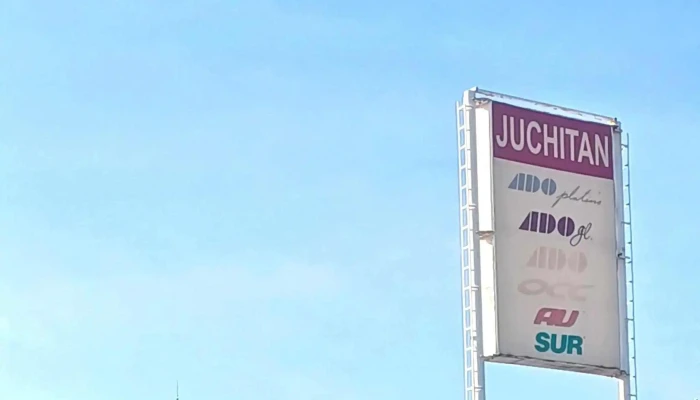 JUCHITAN
ADO platino
ADO gl.
ADO
OCC
AU
SUR